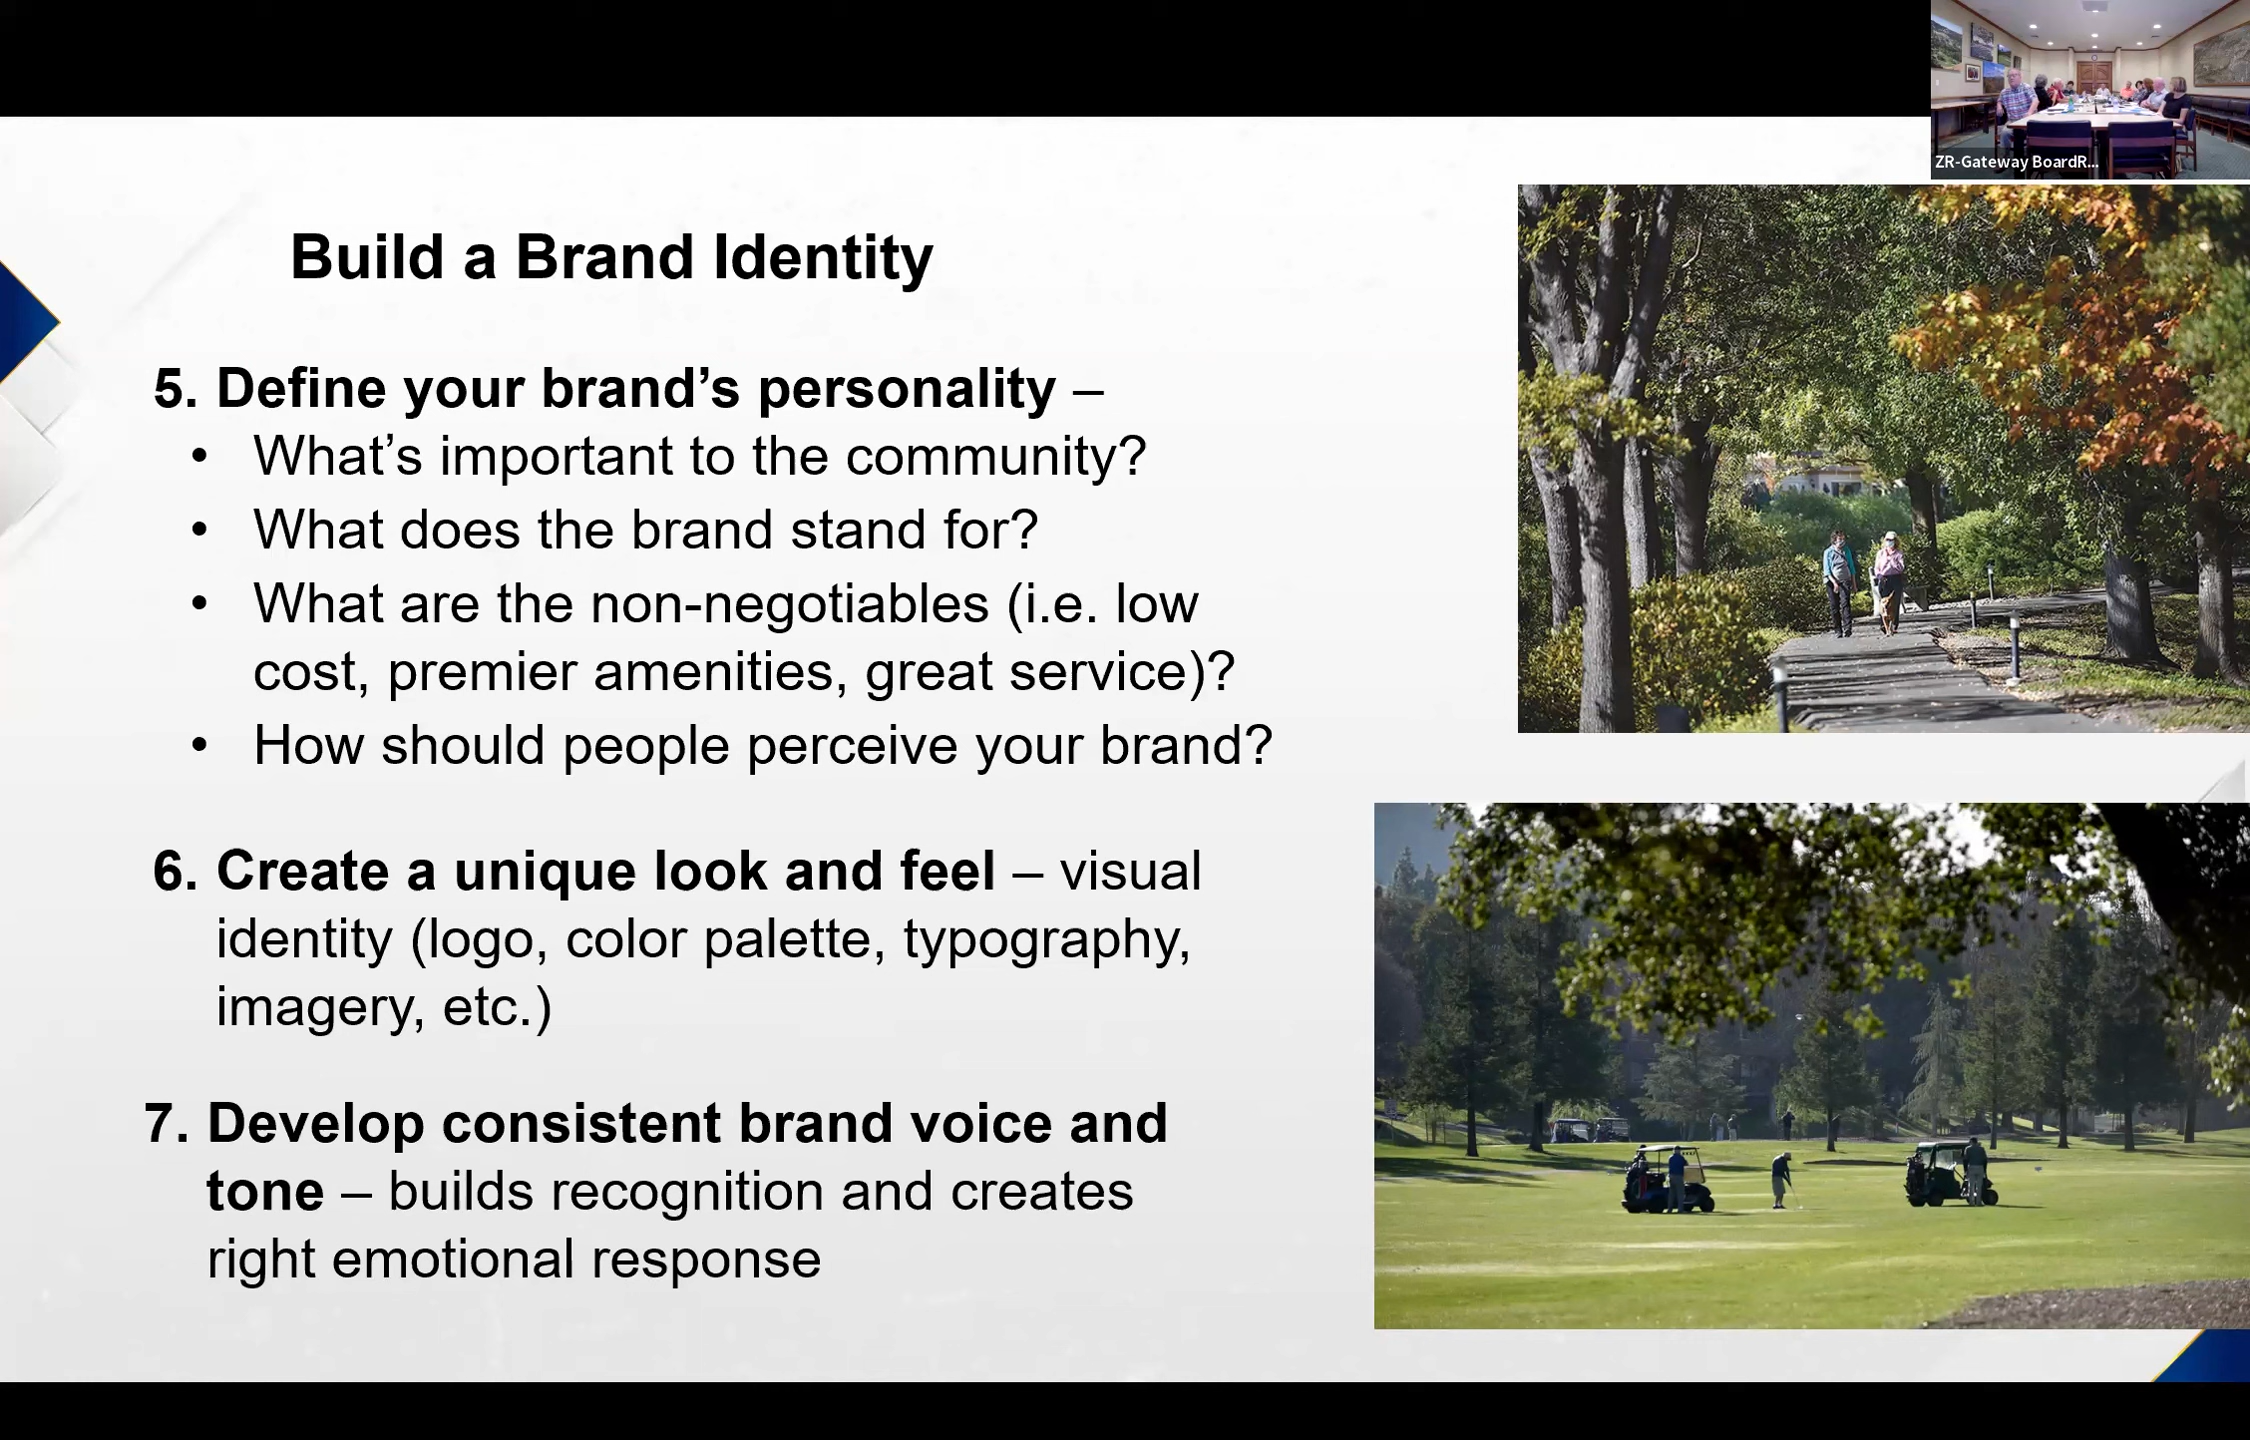 ZR-Gateway BoardR...
Build a Brand Identity
5. Define your brand’s personality –
• What’s important to the community?
• What does the brand stand for?
• What are the non-negotiables (i.e. low
cost, premier amenities, great service)?
• How should people perceive your brand?
6. Create a unique look and feel – visual
identity (logo, color palette, typography,
imagery, etc.)
7. Develop consistent brand voice and
tone – builds recognition and creates
right emotional response